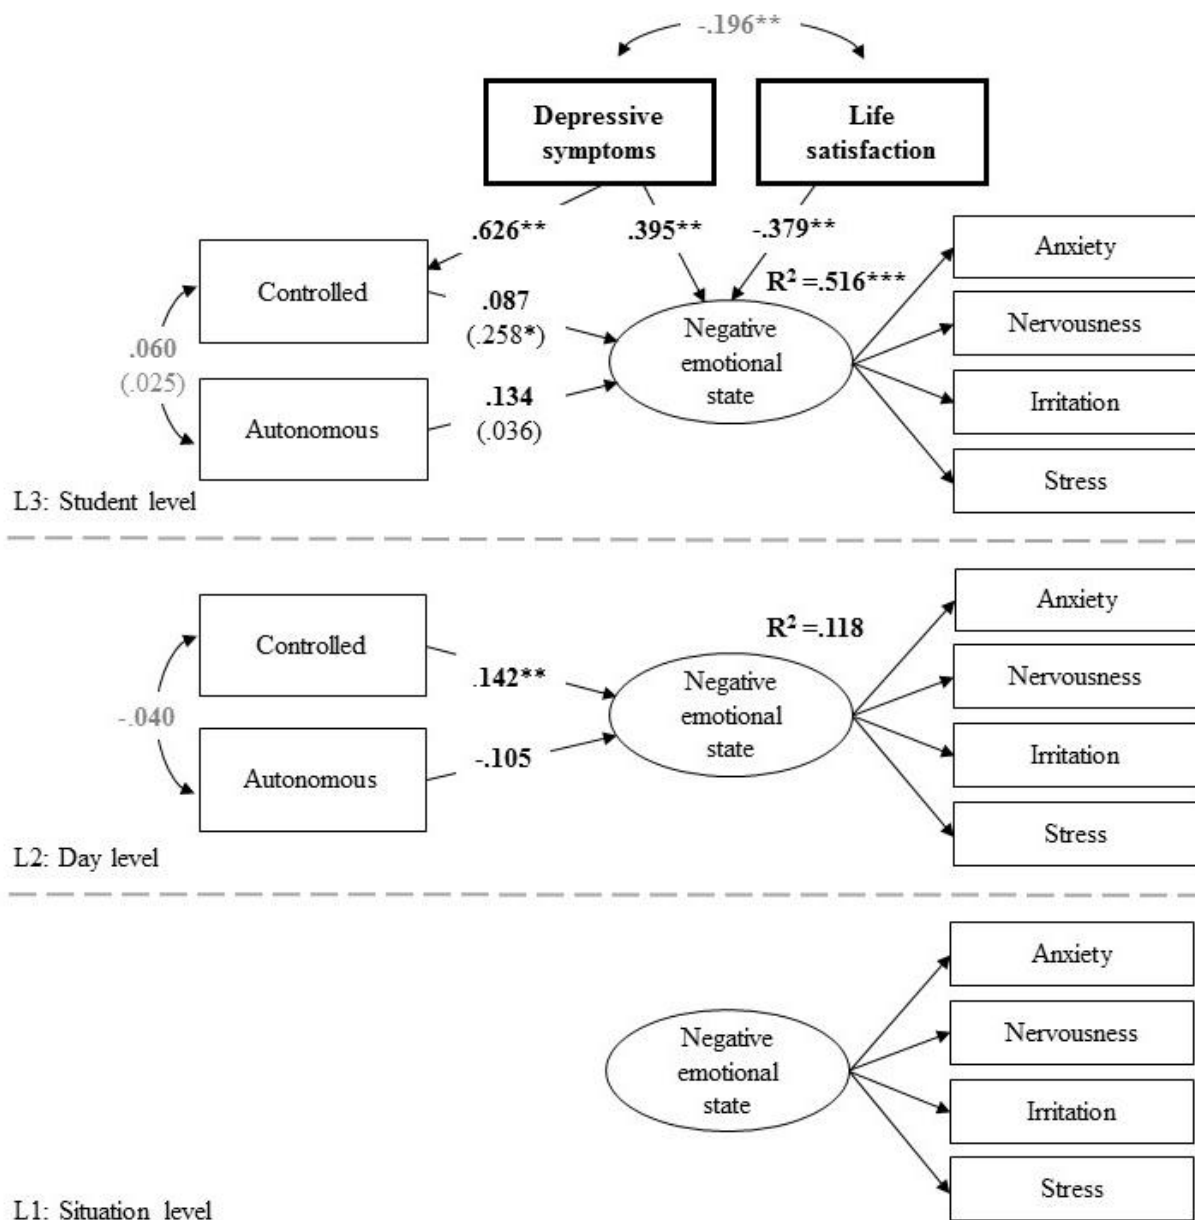 -.196**
Depressive
symptoms
Life
satisfaction
.626**
.395**
-.379**
R² =.516***
Controlled
.087
(.258*)
.060
(.025)
Autonomous
.134
(.036)
Negative
emotional
state
Anxiety
Nervousness
Irritation
Stress
L3: Student level
Controlled
.142**
-.040
Autonomous
-.105
R² =.118
Negative
emotional
state
Anxiety
Nervousness
Irritation
Stress
L2: Day level
Negative
emotional
state
Anxiety
Nervousness
Irritation
Stress
L1: Situation level